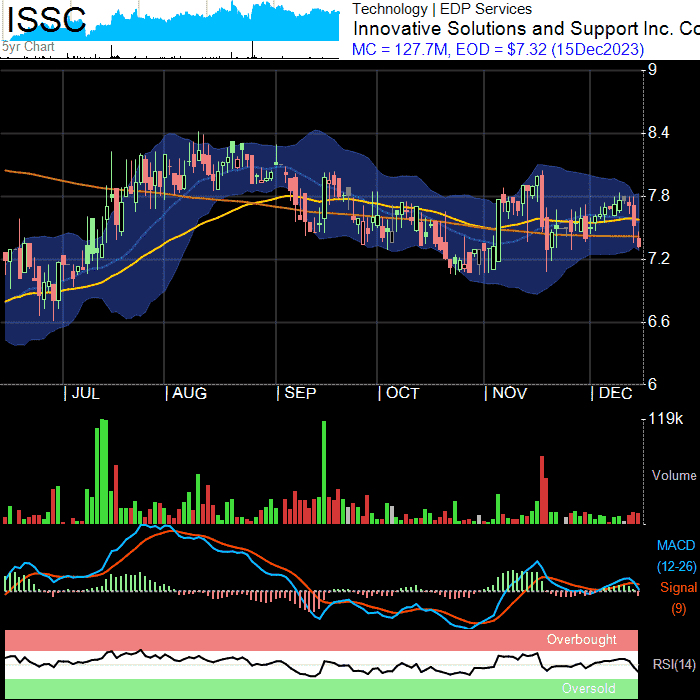 ISSC
5yr Chart
Technology | EDP Services
Innovative Solutions and Support Inc. Co
MC = 127.7M, EOD = $7.32 (15Dec2023)
9
8.4
7.8
7.2
6.6
6
| JUL | AUG | SEP | OCT | NOV | DEC
119k
Volume
MACD
(12-26)
Signal
(9)
Overbought
RSI(14)
Oversold